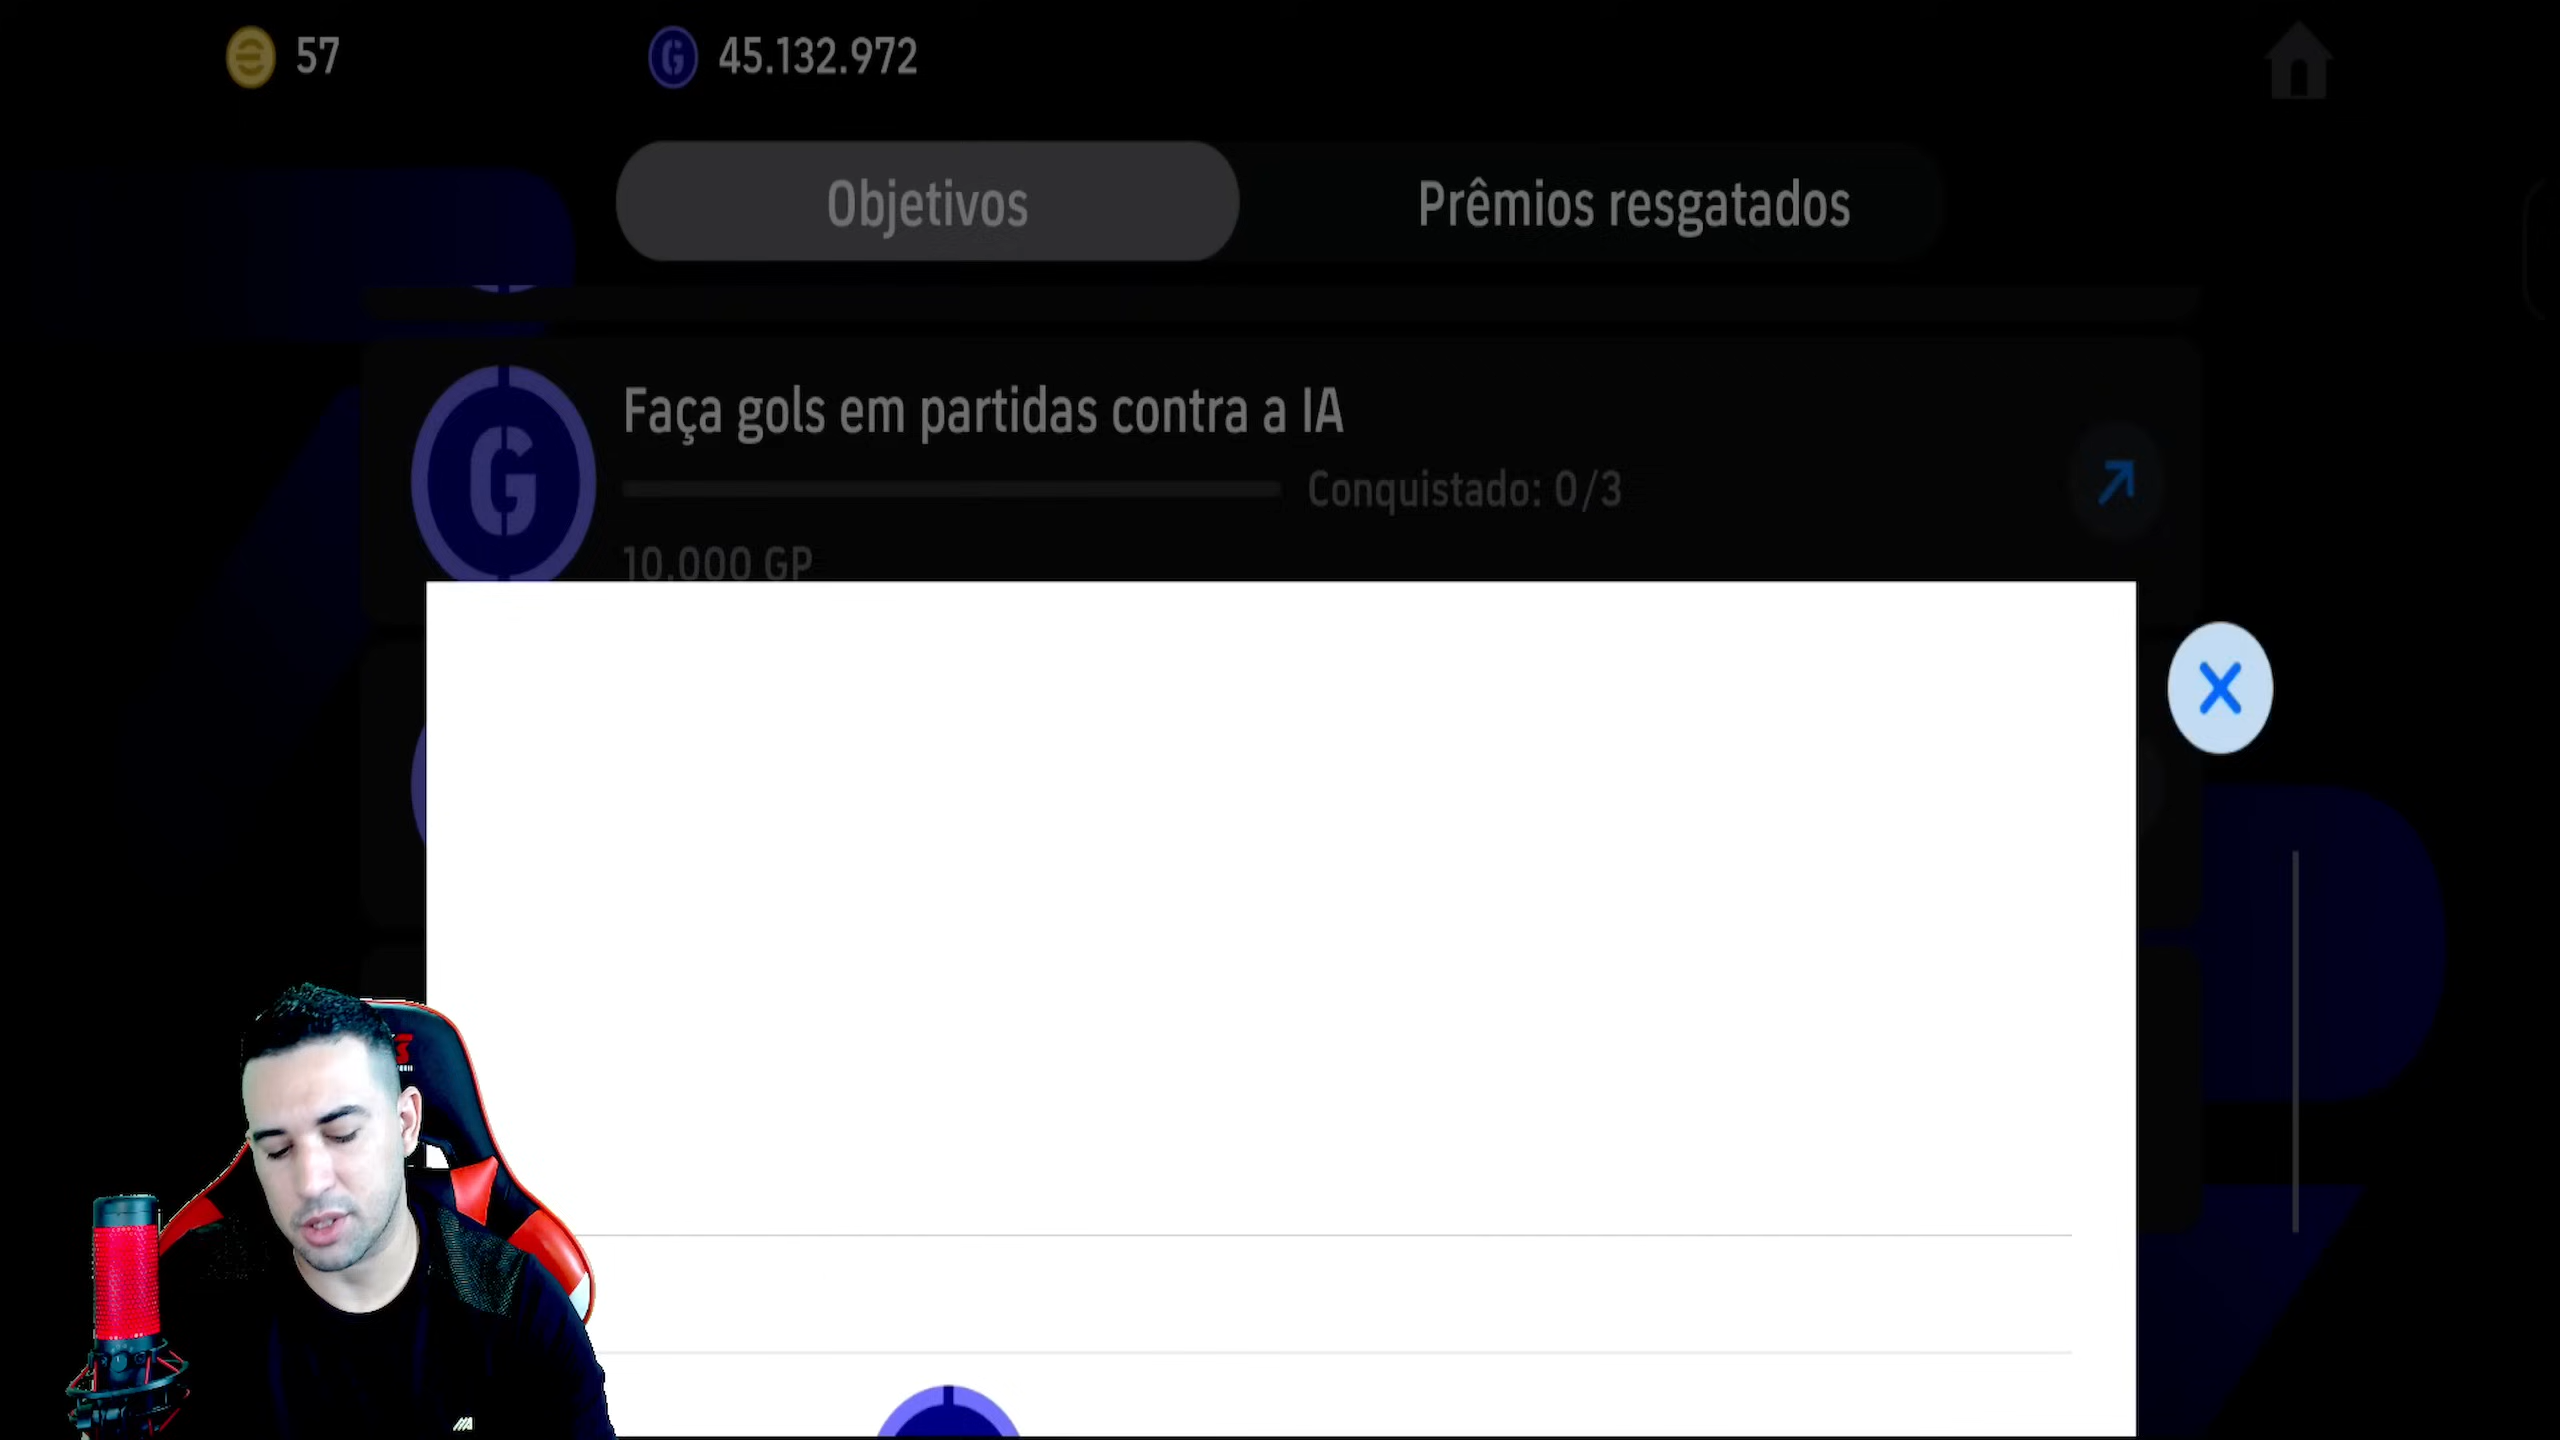 57
45.132.972
Objetivos
Prêmios resgatados
Faça gols em partidas contra a IA
Conquistado: 0/3
10.000 GP